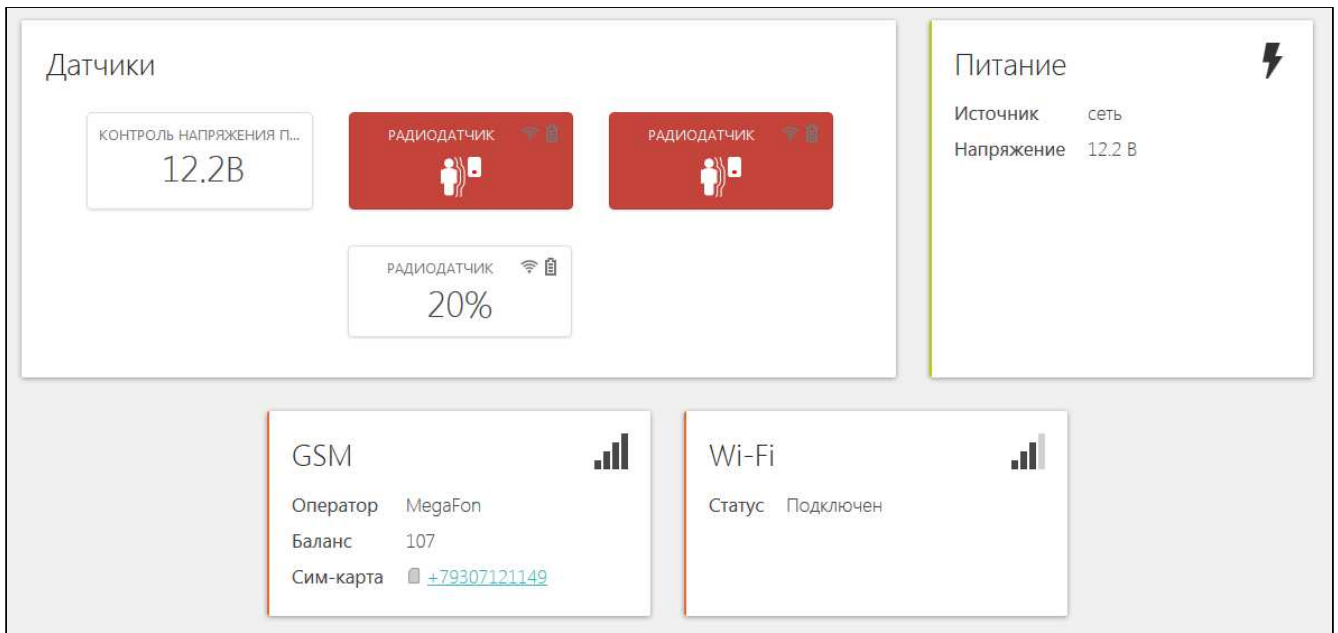 Датчики
КОНТРОЛЬ НАПРЯЖЕНИЯ П...
12.2В
РАДИОДАТЧИК
РАДИОДАТЧИК
РАДИОДАТЧИК
20%
Питание
Источник сеть
Напряжение 12.2 В
GSM
Оператор MegaFon
Баланс 107
Сим-карта +79307121149
Wi-Fi
Статус Подключен